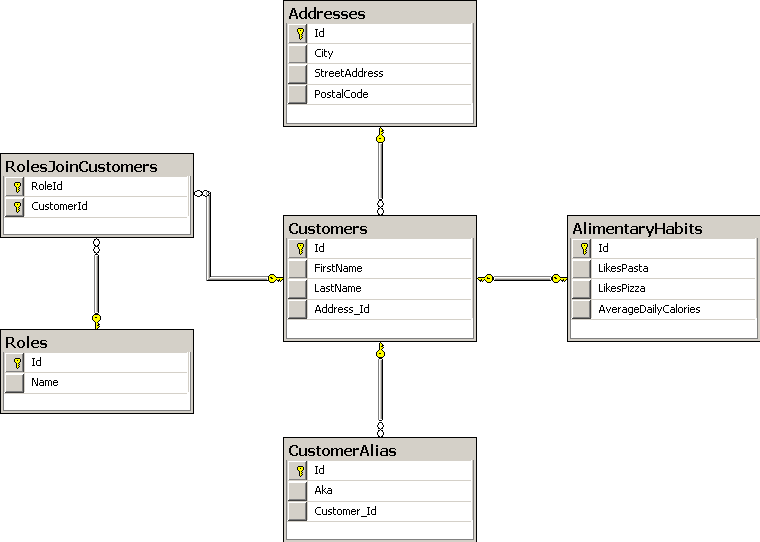 Addresses
Id
City
StreetAddress
PostalCode
RolesJoinCustomers
RoleId
CustomerId
Customers
Id
FirstName
LastName
Address_Id
AlimentaryHabits
Id
LikesPasta
LikesPizza
AverageDailyCalories
Roles
Id
Name
CustomerAlias
Id
Aka
Customer_Id